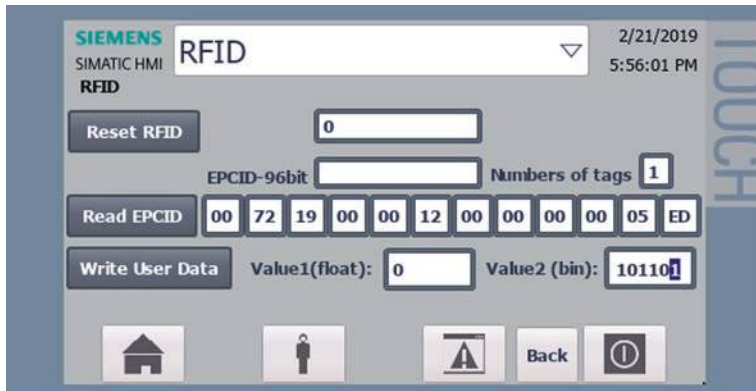 SIEMENS
SIMATIC HMI
RFID
2/21/2019
5:56:01 PM
RFID
TOUCH
Reset RFID
0
EPCID-96bit
Numbers of tags 1
Read EPCID 00 72 19 00 00 12 00 00 00 00 05 ED
Write User Data Value1(float): 0 Value2 (bin): 101101
Back